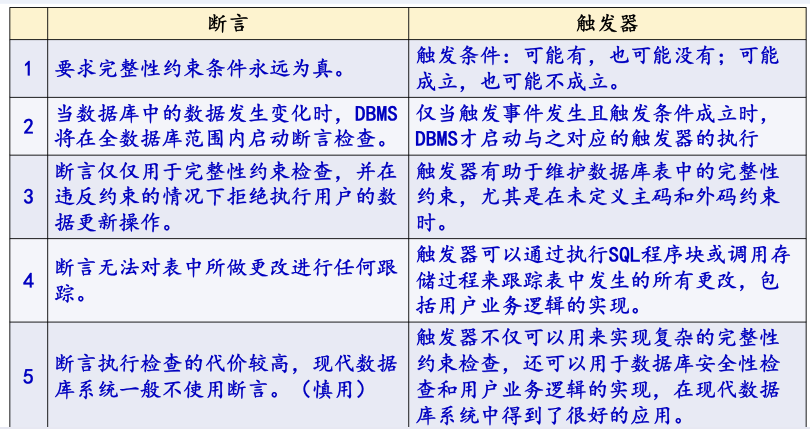 断言
触发器
1
要求完整性约束条件永远为真。
触发条件：可能有，也可能没有；可能
成立，也可能不成立。
2
当数据库中的数据发生变化时，DBMS
将在全数据库范围内启动断言检查。
仅当触发事件发生且触发条件成立时，
DBMS才启动与之对应的触发器的执行
3
断言仅仅用于完整性约束检查，并在
违反约束的情况下拒绝执行用户的数
据更新操作。
触发器有助于维护数据库表中的完整性
约束，尤其是在未定义主码和外码约束
时。
4
断言无法对表中所做更改进行任何跟
踪。
触发器可以通过执行SQL程序块或调用存
储过程来跟踪表中发生的所有更改，包
括用户业务逻辑的实现。
5
断言执行检查的代价较高，现代数据
库系统一般不使用断言。（慎用）
触发器不仅可以用来实现复杂的完整性
约束检查，还可以用于数据库安全性检
查和用户业务逻辑的实现，在现代数据
库系统中得到了很好的应用。